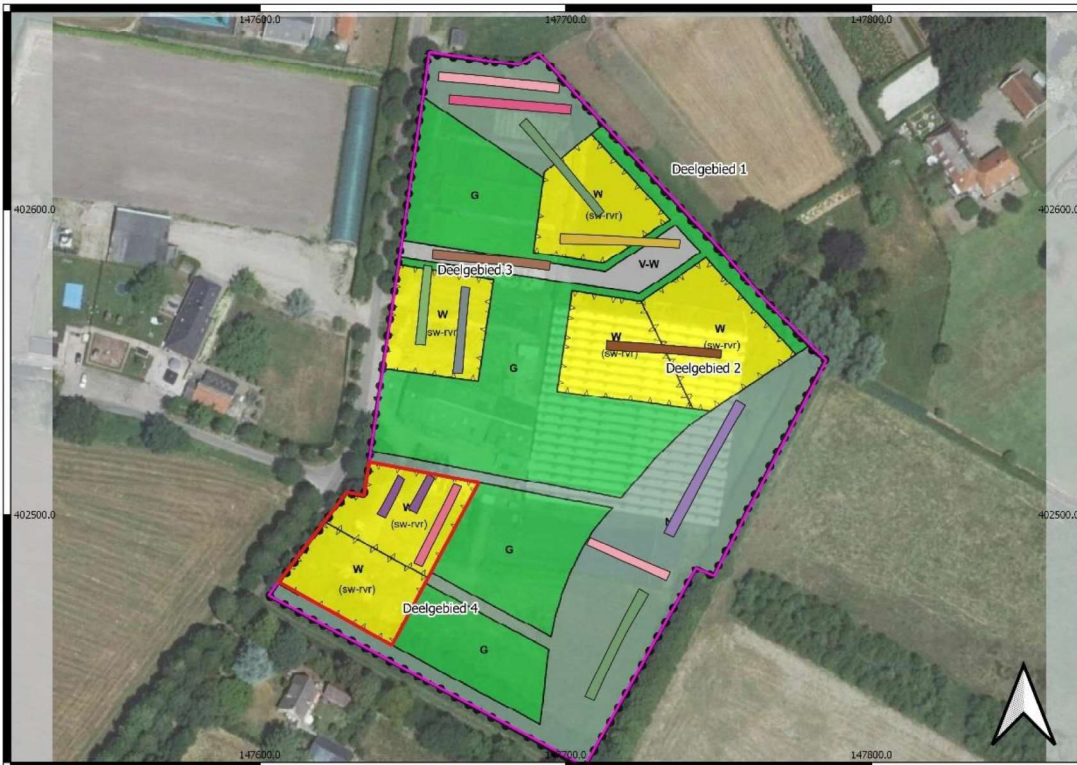 147600.0
147700.0
147800.0
Deelgebied 1
W
(sw-rvr)
G
402600.0
402600.0
V-W
Deelgebied 3
W
sw-rvr
W
(sw-rvr)
W
(sw-rvr)
G
Deelgebied 2
402500.0
402500.0
W
(sw-rvr)
G
W
(sw-rvr)
Deelgebied 4
G
147600.0
147700.0
147800.0